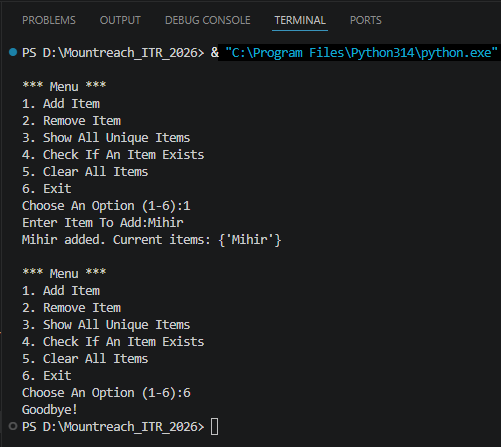 PROBLEMS OUTPUT DEBUG CONSOLE TERMINAL PORTS
PS D:\Mountreach_ITR_2026> & "C:\Program Files\Python314\python.exe"
*** Menu ***
1. Add Item
2. Remove Item
3. Show All Unique Items
4. Check If An Item Exists
5. Clear All Items
6. Exit
Choose An Option (1-6):1
Enter Item To Add:Mihir
Mihir added. Current items: {'Mihir'}
*** Menu ***
1. Add Item
2. Remove Item
3. Show All Unique Items
4. Check If An Item Exists
5. Clear All Items
6. Exit
Choose An Option (1-6):6
Goodbye!
PS D:\Mountreach_ITR_2026>